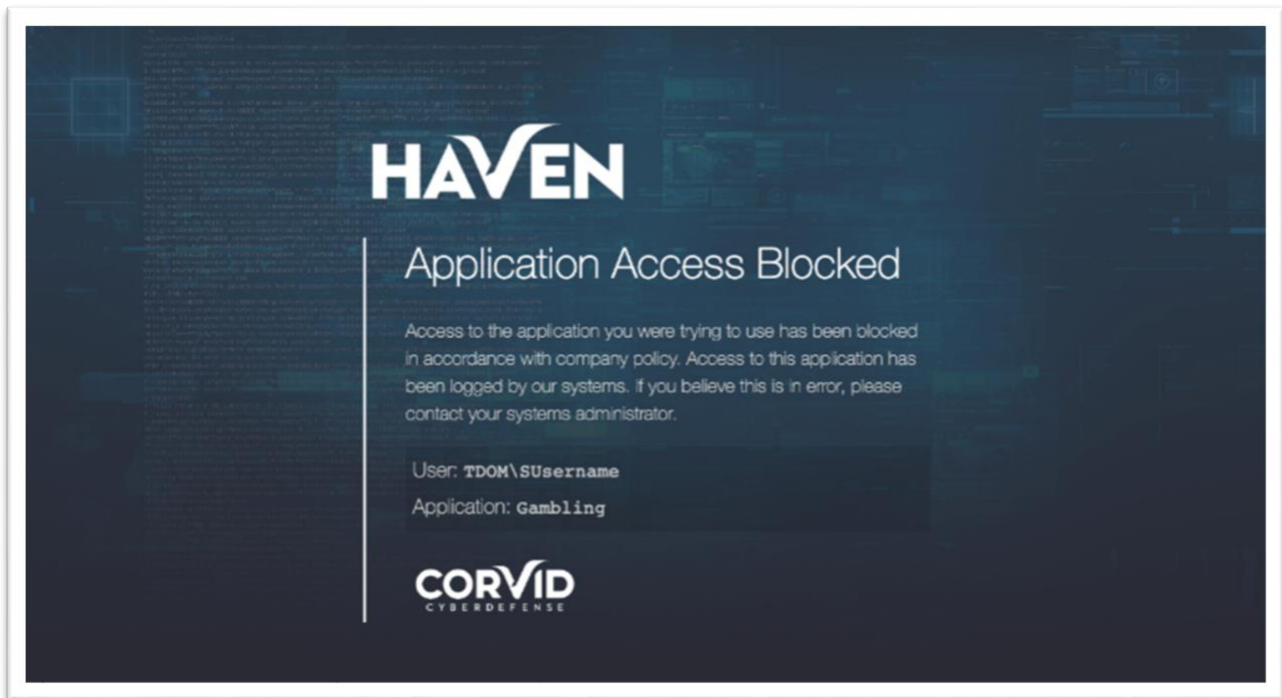 HAVEN
Application Access Blocked
Access to the application you were trying to use has been blocked
in accordance with company policy. Access to this application has
been logged by our systems. If you believe this is in error, please
contact your systems administrator.
User: TDOM\SUsername
Application: Gambling
CORVID
CYBERDEFENSE